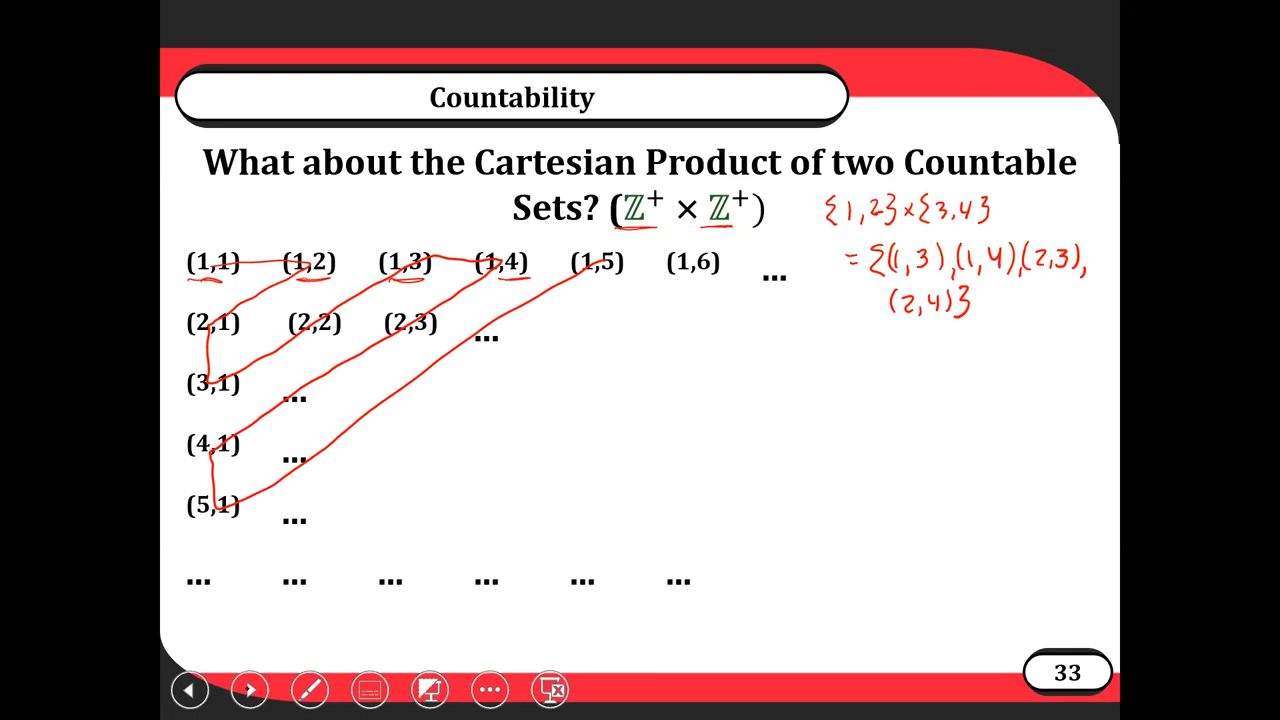 Countability
What about the Cartesian Product of two Countable
Sets? (ℤ⁺ × ℤ⁺)
{1,2}×{3,4}
= {(1,3),(1,4),(2,3),
(2,4)}
(1,1) (1,2) (1,3) (1,4) (1,5) (1,6) ...
(2,1) (2,2) (2,3) ...
(3,1) ...
(4,1) ...
(5,1) ...
... ... ... ... ... ...
33